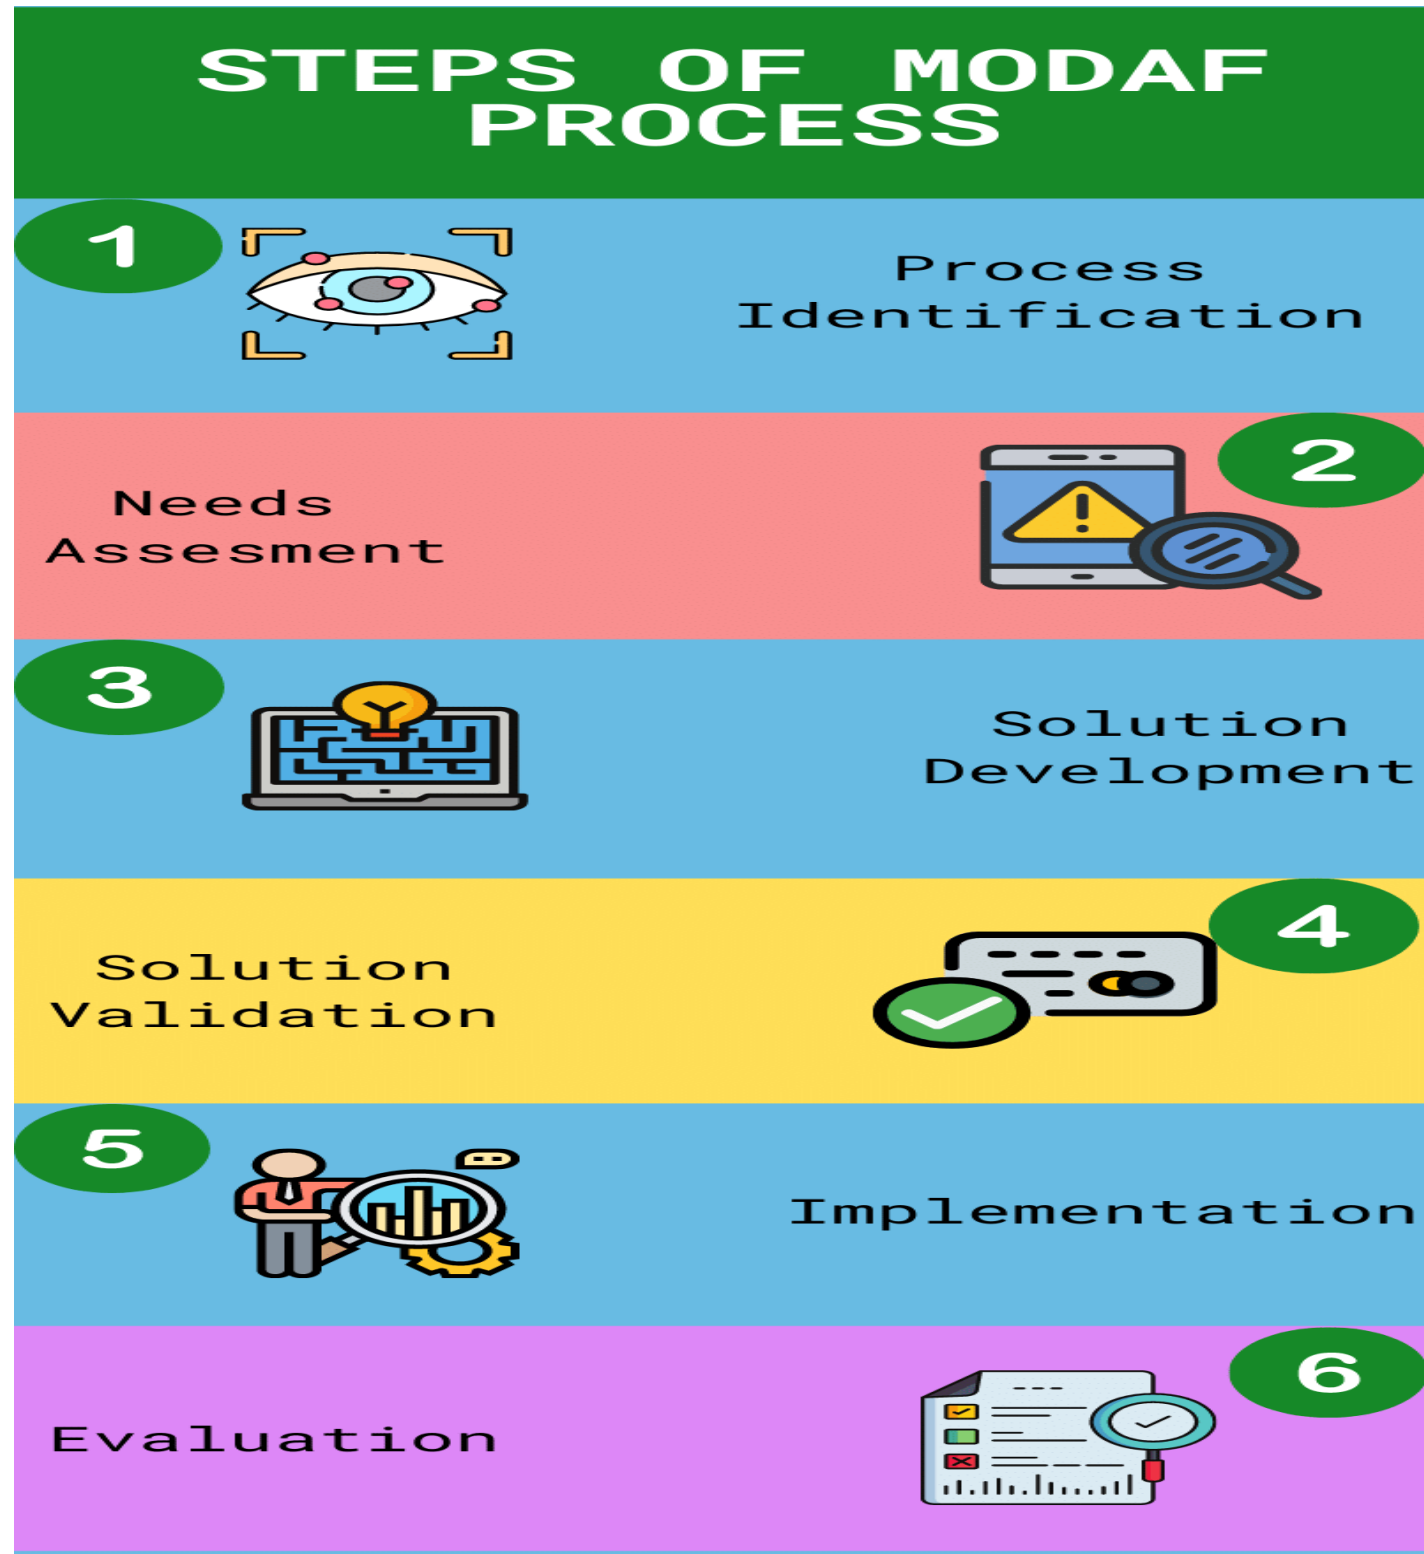 STEPS OF MODAF
PROCESS
1
Process
Identification
2
Needs
Assesment
3
Solution
Development
4
Solution
Validation
5
Implementation
6
Evaluation